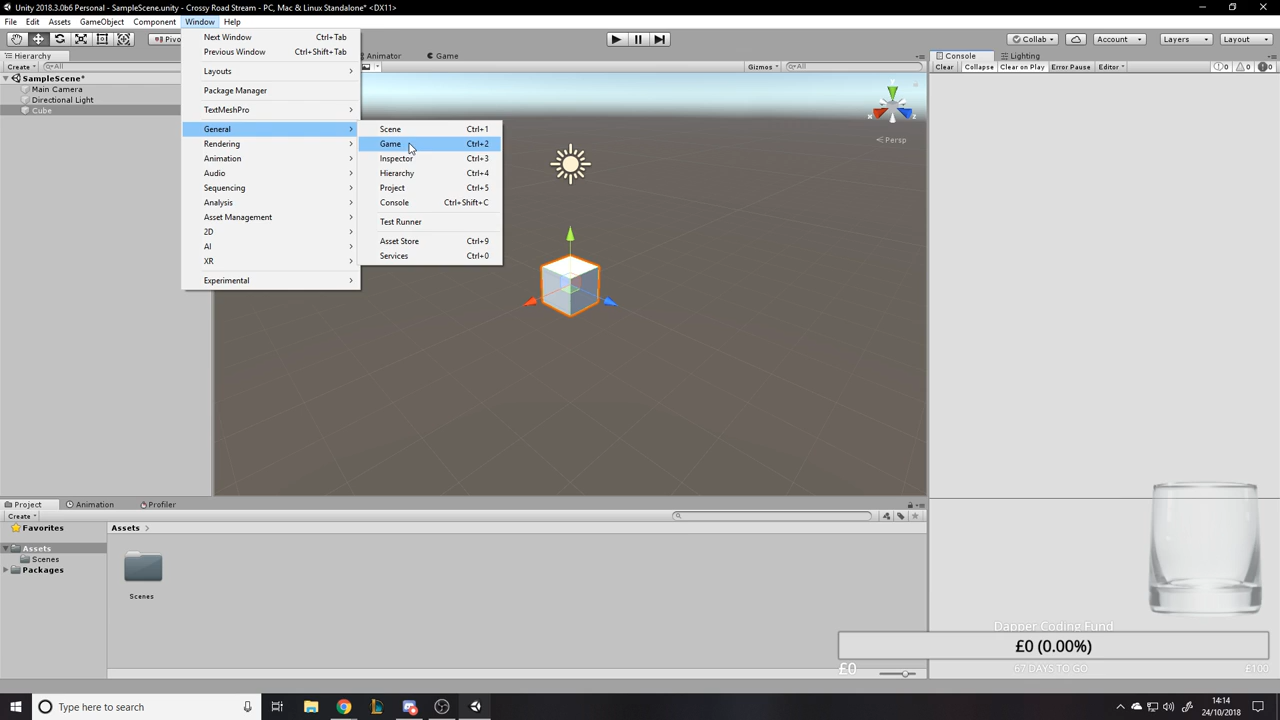 Unity 2018.3.0b6 Personal - SampleScene.unity - Crossy Road Stream - PC, Mac & Linux Standalone* <DX11>
File Edit Assets GameObject Component Window Help
Pivo
Collab Account Layers Layout
Hierarchy
Create All
SampleScene*
Main Camera
Directional Light
Cube
Next Window Ctrl+Tab
Previous Window Ctrl+Shift+Tab
Layouts
Package Manager
TextMeshPro
General
Rendering
Animation
Audio
Sequencing
Analysis
Asset Management
2D
AI
XR
Experimental
Scene Ctrl+1
Game Ctrl+2
Inspector Ctrl+3
Hierarchy Ctrl+4
Project Ctrl+5
Console Ctrl+Shift+C
Test Runner
Asset Store Ctrl+9
Services Ctrl+0
Animator Game
Gizmos All
x y z
Persp
Console Lighting
Clear Collapse Clear on Play Error Pause Editor 0 0 0
Project Animation Profiler
Create
Favorites
Assets
Scenes
Packages
Assets
Scenes
Dapper Coding Fund
£0 (0.00%)
£0 67 DAYS TO GO £100
Type here to search
14:14
24/10/2018